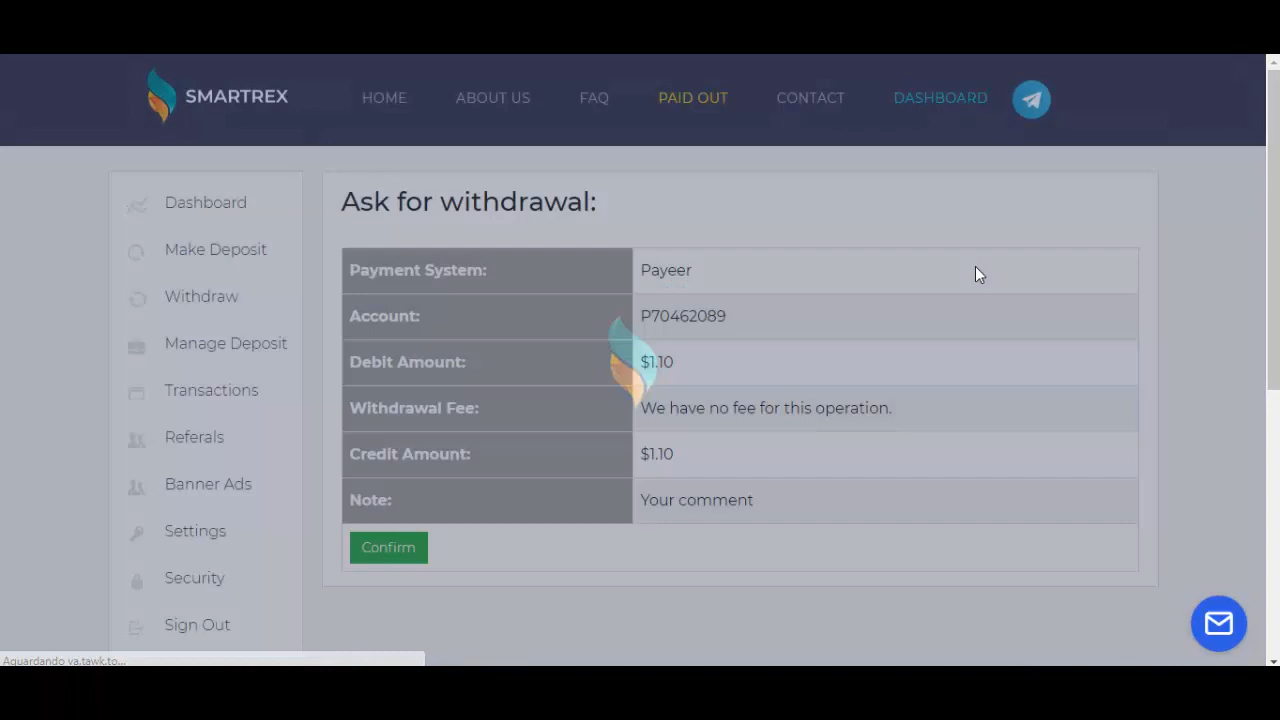 SMARTREX
HOME
ABOUT US
FAQ
PAID OUT
CONTACT
DASHBOARD
Dashboard
Make Deposit
Withdraw
Manage Deposit
Transactions
Referals
Banner Ads
Settings
Security
Sign Out
Ask for withdrawal:
Payment System: Payeer
Account: P70462089
Debit Amount: $1.10
Withdrawal Fee: We have no fee for this operation.
Credit Amount: $1.10
Note: Your comment
Confirm
Aguardando va.tawk.to...